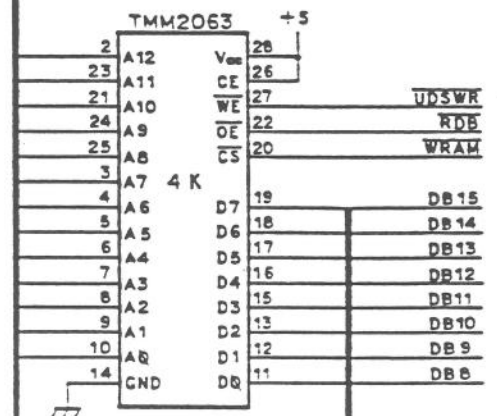 TMM2063 +5
2 A12 Vcc 28
23 A11 CE 26
21 A10 WE 27 UDSWR
24 A9 OE 22 RDB
25 A8 CS 20 WRAM
3 A7 4K
4 A6 D7 19 DB15
5 A5 D6 18 DB14
6 A4 D5 17 DB13
7 A3 D4 16 DB12
8 A2 D3 15 DB11
9 A1 D2 13 DB10
10 A0 D1 12 DB9
14 GND D0 11 DB8